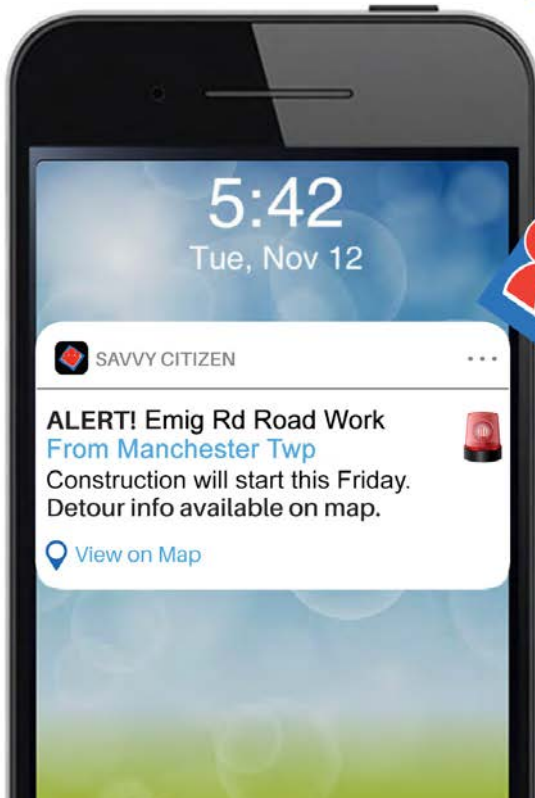 5:42
Tue, Nov 12
SAVVY CITIZEN
ALERT! Emig Rd Road Work
From Manchester Twp
Construction will start this Friday.
Detour info available on map.
View on Map